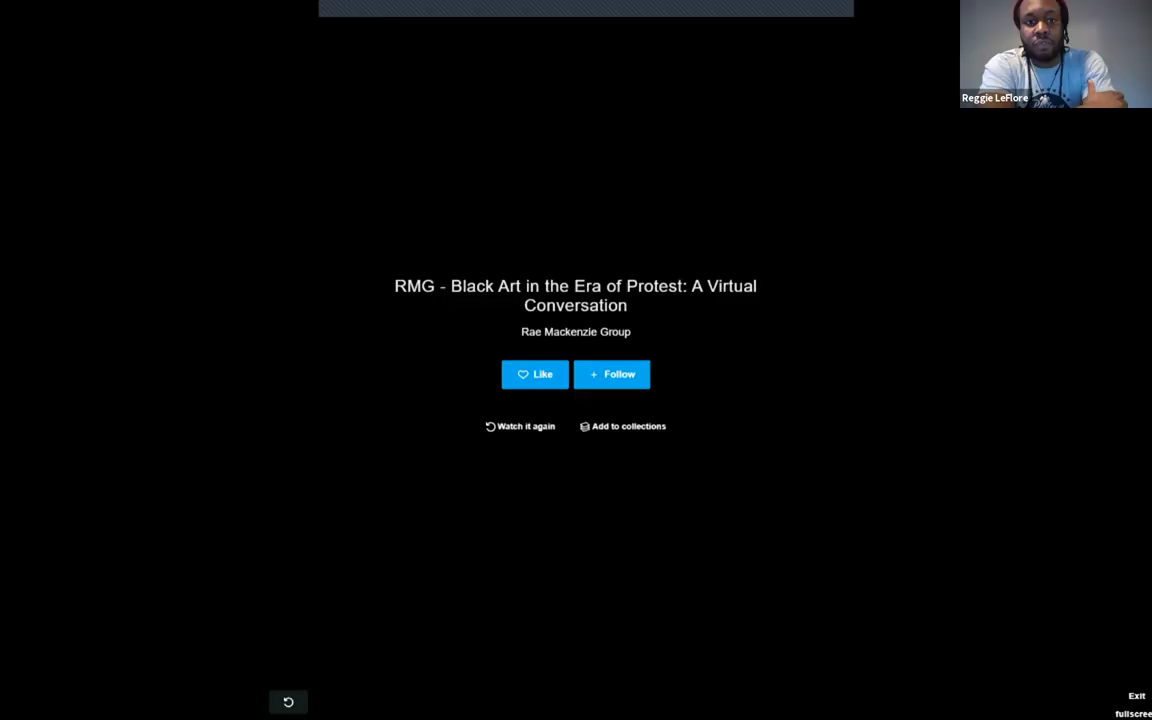 Reggie LeFlore
RMG - Black Art in the Era of Protest: A Virtual
Conversation
Rae Mackenzie Group
Like
+ Follow
Watch it again
Add to collections
Exit
fullscree